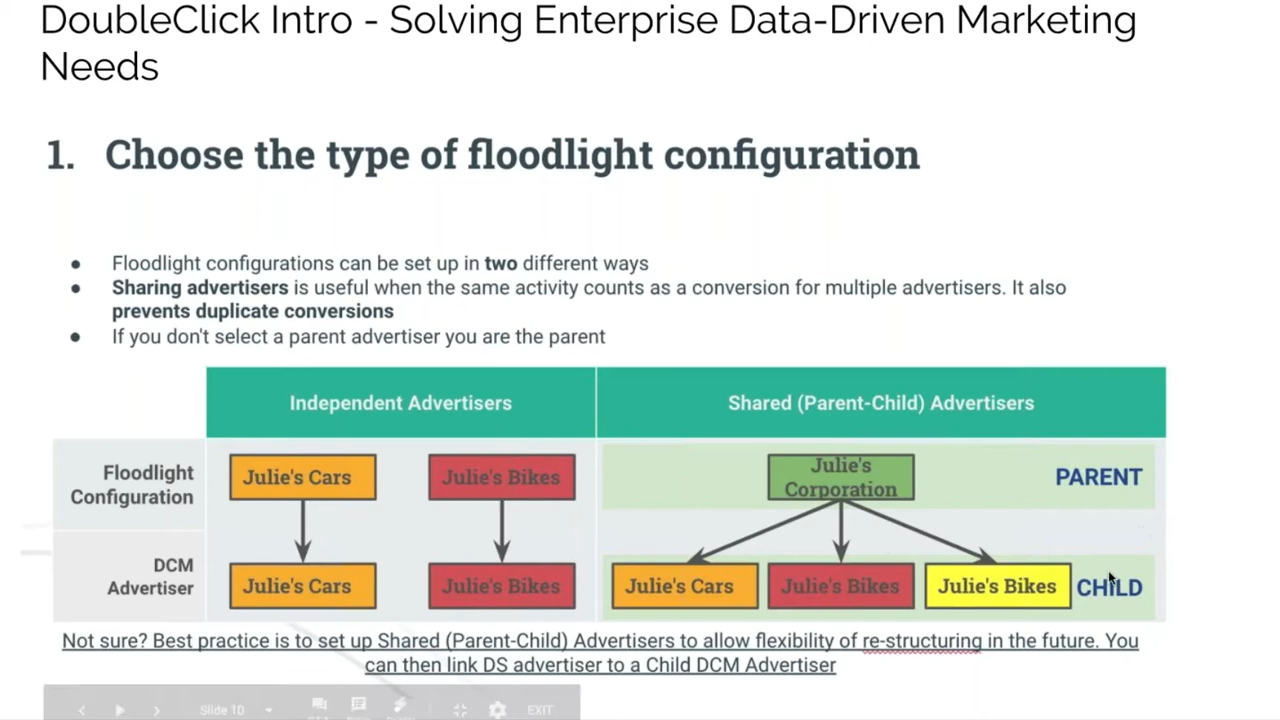 DoubleClick Intro - Solving Enterprise Data-Driven Marketing
Needs
1. Choose the type of floodlight configuration
● Floodlight configurations can be set up in two different ways
● Sharing advertisers is useful when the same activity counts as a conversion for multiple advertisers. It also
prevents duplicate conversions
● If you don't select a parent advertiser you are the parent
Independent Advertisers
Shared (Parent-Child) Advertisers
Floodlight
Configuration
Julie's Cars
Julie's Bikes
Julie's
Corporation
PARENT
DCM
Advertiser
Julie's Cars
Julie's Bikes
Julie's Cars
Julie's Bikes
Julie's Bikes
CHILD
Not sure? Best practice is to set up Shared (Parent-Child) Advertisers to allow flexibility of re-structuring in the future. You
can then link DS advertiser to a Child DCM Advertiser
Slide 10
EXIT